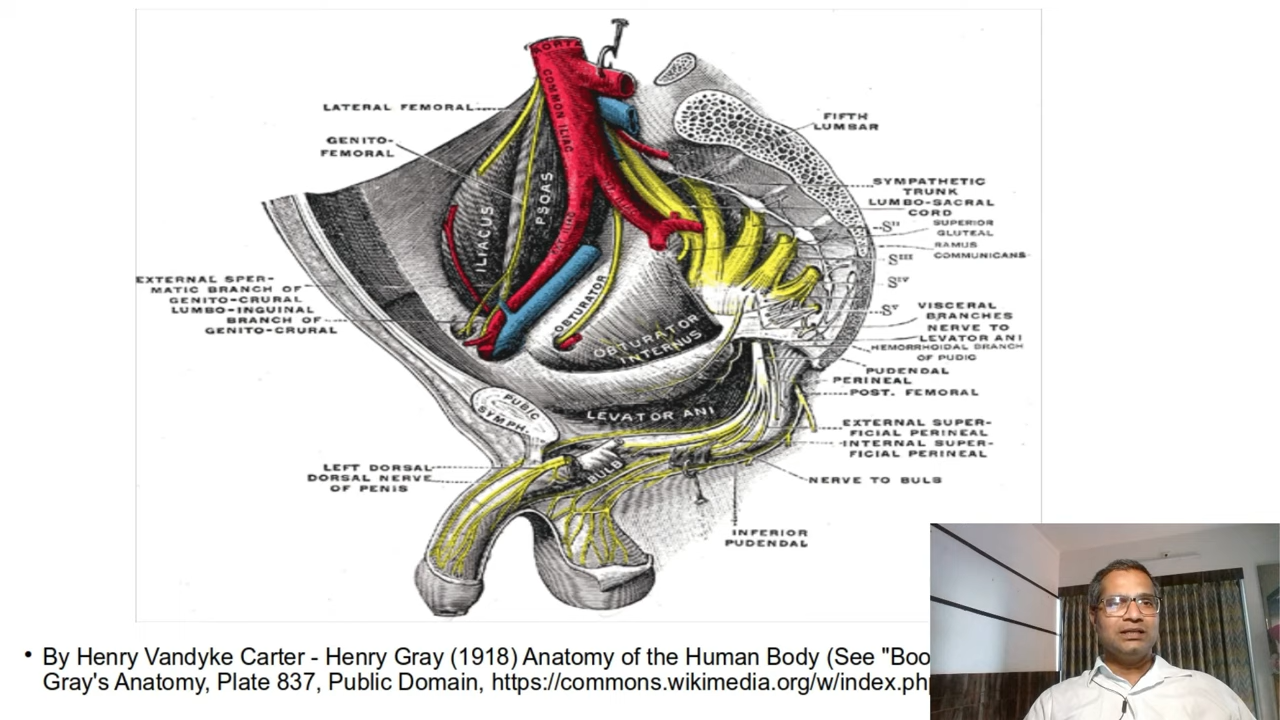 AORTA
COMMON ILIAC
LATERAL FEMORAL
GENITO-
FEMORAL
PSOAS
ILIACUS
FIFTH
LUMBAR
SYMPATHETIC
TRUNK
LUMBO-SACRAL
CORD
SUPERIOR
GLUTEAL
RAMUS
COMMUNICANS
SII
SIII
SIV
SV
EXTERNAL SPER-
MATIC BRANCH OF
GENITO-CRURAL
LUMBO-INGUINAL
BRANCH OF
GENITO-CRURAL
OBTURATOR
OBTURATOR
INTERNUS
VISCERAL
BRANCHES
NERVE TO
LEVATOR ANI
HEMORRHOIDAL BRANCH
OF PUDIC
PUDENDAL
PERINEAL
POST. FEMORAL
PUBIC
SYMPH.
LEVATOR ANI
EXTERNAL SUPER-
FICIAL PERINEAL
INTERNAL SUPER-
FICIAL PERINEAL
LEFT DORSAL
DORSAL NERVE
OF PENIS
BULB
NERVE TO BULB
INFERIOR
PUDENDAL
• By Henry Vandyke Carter - Henry Gray (1918) Anatomy of the Human Body (See "Boo
Gray's Anatomy, Plate 837, Public Domain, https://commons.wikimedia.org/w/index.ph